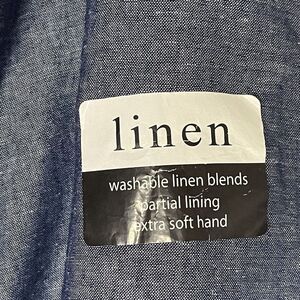 linen
washable linen blends
partial lining
extra soft hand